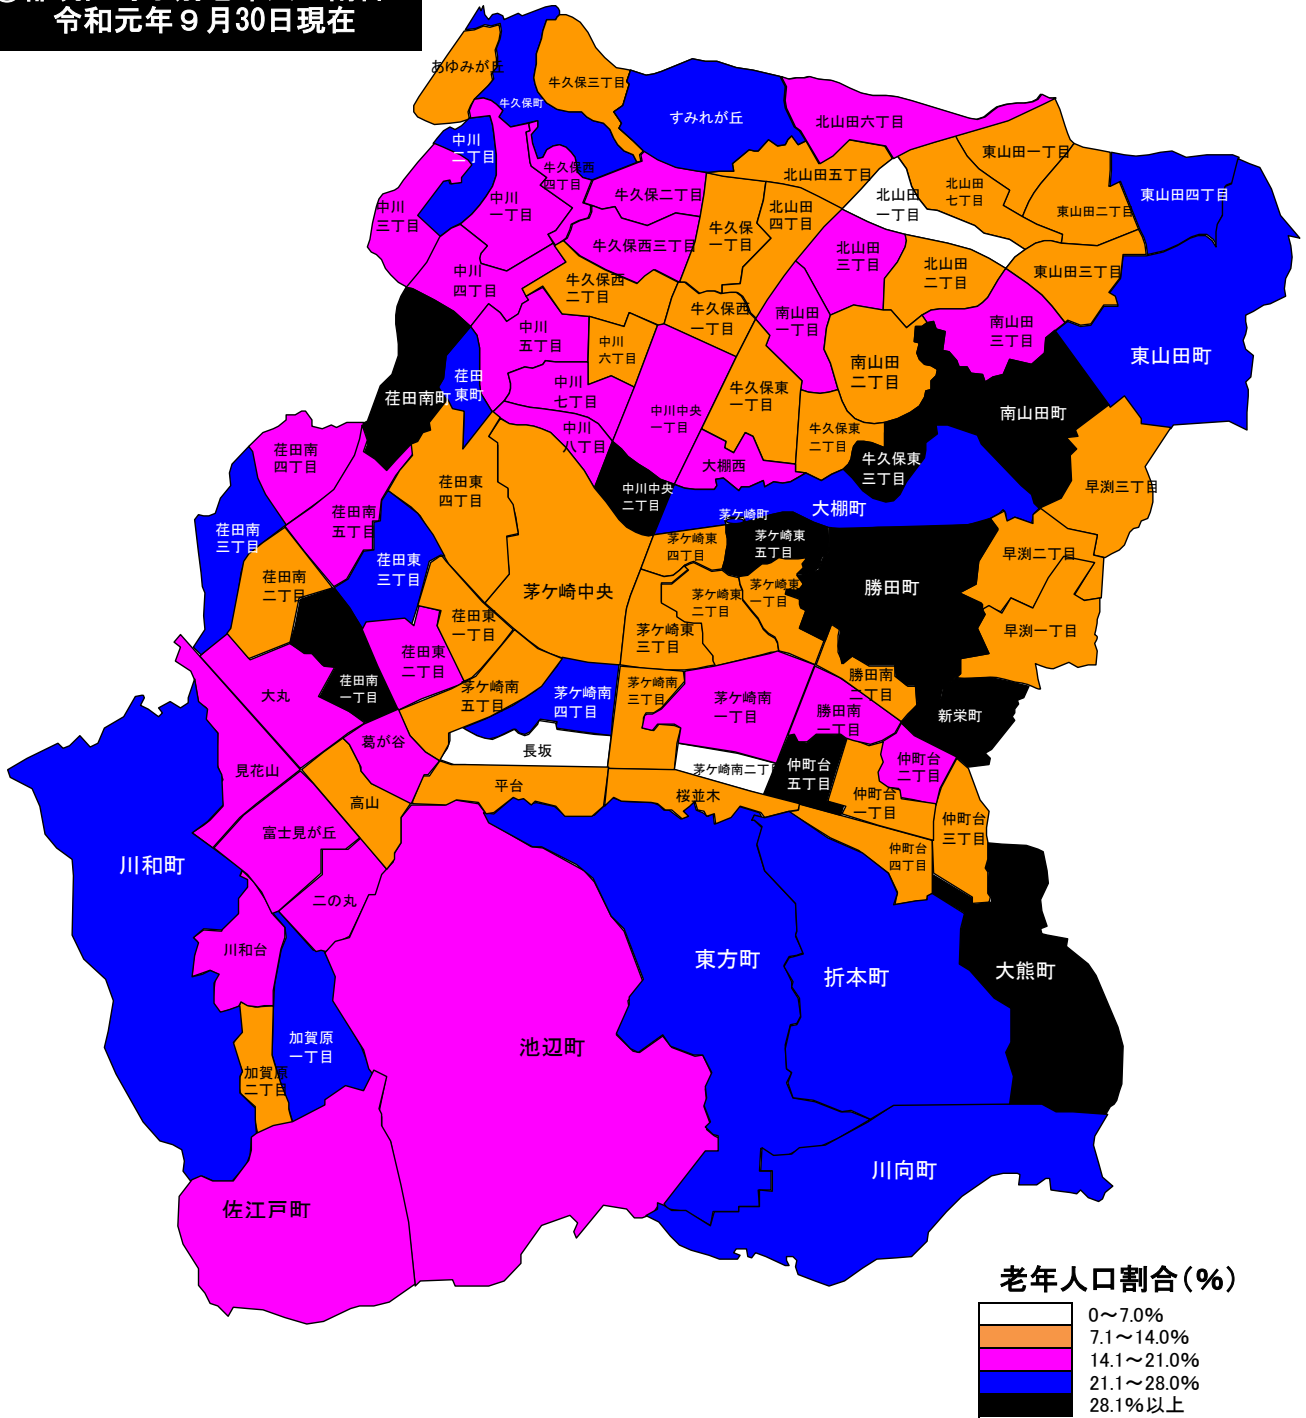 令和元年９月30日現在
あゆみが丘
牛久保町
牛久保三丁目
すみれが丘
北山田六丁目
中川
二丁目
牛久保西
四丁目
牛久保二丁目
北山田五丁目
東山田一丁目
北山田
七丁目
東山田四丁目
中川
三丁目
中川
一丁目
牛久保西三丁目
牛久保
一丁目
北山田
四丁目
北山田
一丁目
東山田二丁目
中川
四丁目
牛久保西
二丁目
北山田
三丁目
北山田
二丁目
東山田三丁目
牛久保西
一丁目
南山田
一丁目
南山田
三丁目
東山田町
中川
五丁目
中川
六丁目
南山田
二丁目
荏田
東町
荏田南町
中川
七丁目
牛久保東
一丁目
中川中央
一丁目
南山田町
中川
八丁目
牛久保東
二丁目
荏田南
四丁目
大棚西
牛久保東
三丁目
荏田東
四丁目
中川中央
二丁目
早渕三丁目
荏田南
五丁目
茅ケ崎町
大棚町
荏田南
三丁目
茅ケ崎東
四丁目
茅ケ崎東
五丁目
早渕二丁目
荏田東
三丁目
荏田南
二丁目
茅ケ崎中央
茅ケ崎東
二丁目
茅ケ崎東
一丁目
勝田町
荏田東
一丁目
茅ケ崎東
三丁目
早渕一丁目
荏田東
二丁目
荏田南
一丁目
大丸
茅ケ崎南
五丁目
茅ケ崎南
四丁目
茅ケ崎南
三丁目
茅ケ崎南
一丁目
勝田南
二丁目
勝田南
一丁目
新栄町
葛が谷
長坂
見花山
茅ケ崎南二丁目
仲町台
五丁目
仲町台
二丁目
高山
平台
桜並木
仲町台
一丁目
仲町台
三丁目
富士見が丘
川和町
仲町台
四丁目
二の丸
川和台
東方町
折本町
大熊町
加賀原
一丁目
池辺町
加賀原
二丁目
川向町
佐江戸町
老年人口割合(％)
0～7.0％
7.1～14.0％
14.1～21.0％
21.1～28.0％
28.1％以上